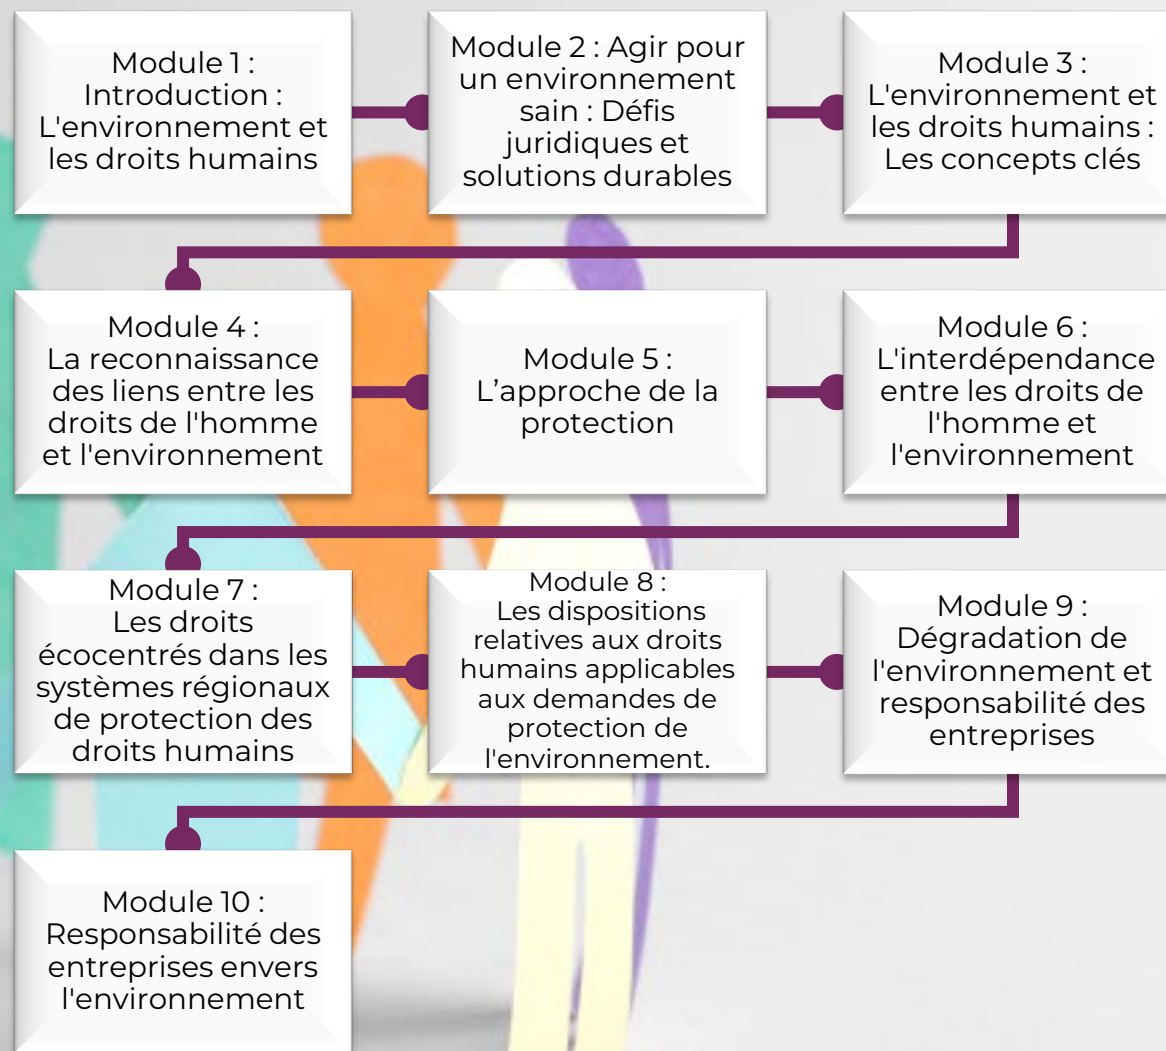 Module 1 :
Introduction :
L'environnement et
les droits humains
Module 2 : Agir pour
un environnement
sain : Défis
juridiques et
solutions durables
Module 3 :
L'environnement et
les droits humains :
Les concepts clés
Module 4 :
La reconnaissance
des liens entre les
droits de l'homme
et l'environnement
Module 5 :
L’approche de la
protection
Module 6 :
L'interdépendance
entre les droits de
l'homme et
l'environnement
Module 7 :
Les droits
écocentrés dans les
systèmes régionaux
de protection des
droits humains
Module 8 :
Les dispositions
relatives aux droits
humains applicables
aux demandes de
protection de
l'environnement.
Module 9 :
Dégradation de
l'environnement et
responsabilité des
entreprises
Module 10 :
Responsabilité des
entreprises envers
l'environnement